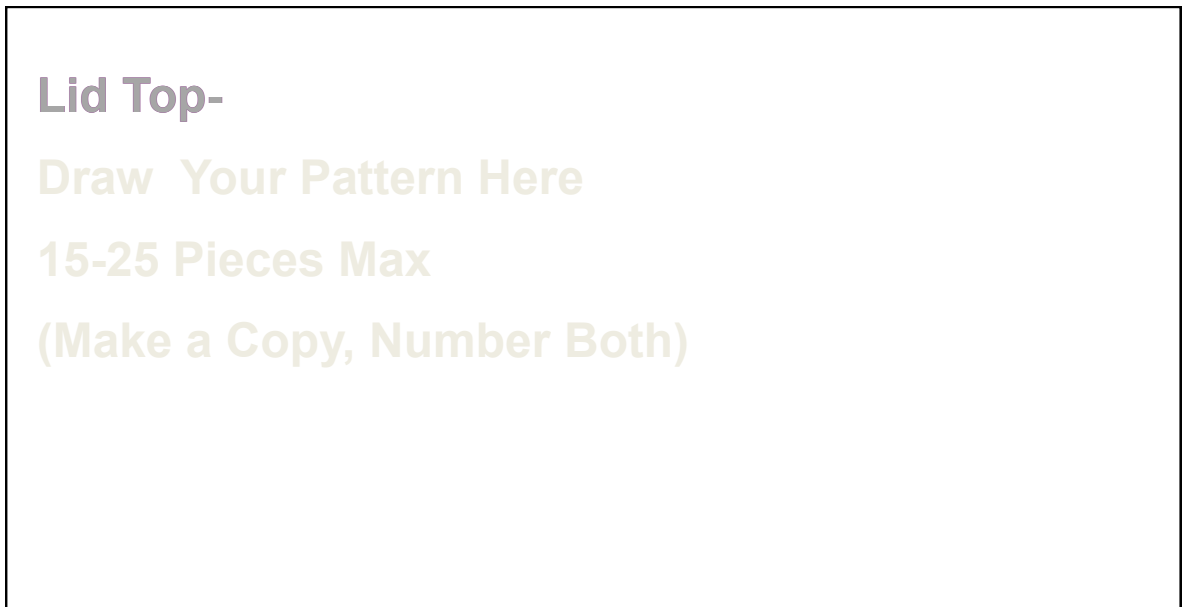 Lid Top-
Draw  Your Pattern Here
15-25 Pieces Max
(Make a Copy, Number Both)